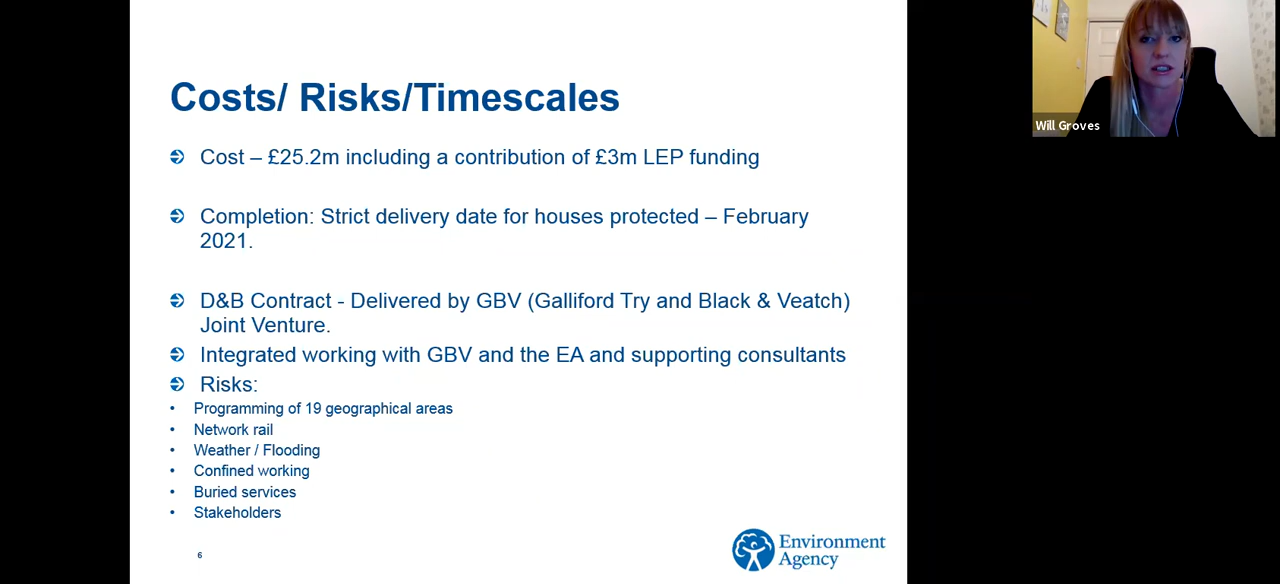 Costs/ Risks/Timescales
Cost – £25.2m including a contribution of £3m LEP funding
Completion: Strict delivery date for houses protected – February
2021.
D&B Contract - Delivered by GBV (Galliford Try and Black & Veatch)
Joint Venture.
Integrated working with GBV and the EA and supporting consultants
Risks:
• Programming of 19 geographical areas
• Network rail
• Weather / Flooding
• Confined working
• Buried services
• Stakeholders
6
Environment
Agency
Will Groves